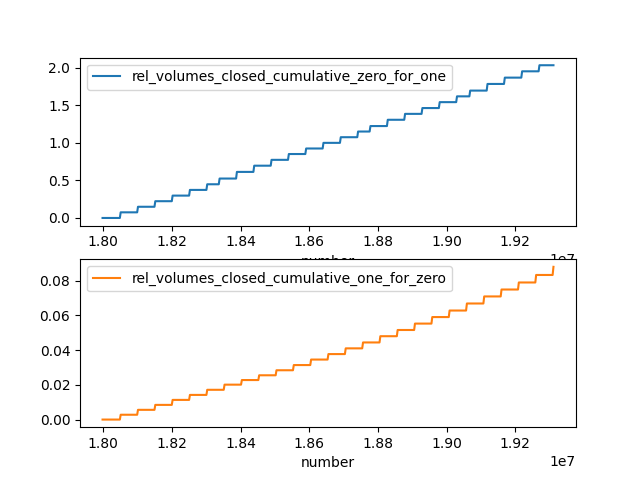 rel_volumes_closed_cumulative_zero_for_one
2.0
1.5
1.0
0.5
0.0
1.80 1.82 1.84 1.86 1.88 1.90 1.92
number
1e7
rel_volumes_closed_cumulative_one_for_zero
0.08
0.06
0.04
0.02
0.00
1.80 1.82 1.84 1.86 1.88 1.90 1.92
number
1e7